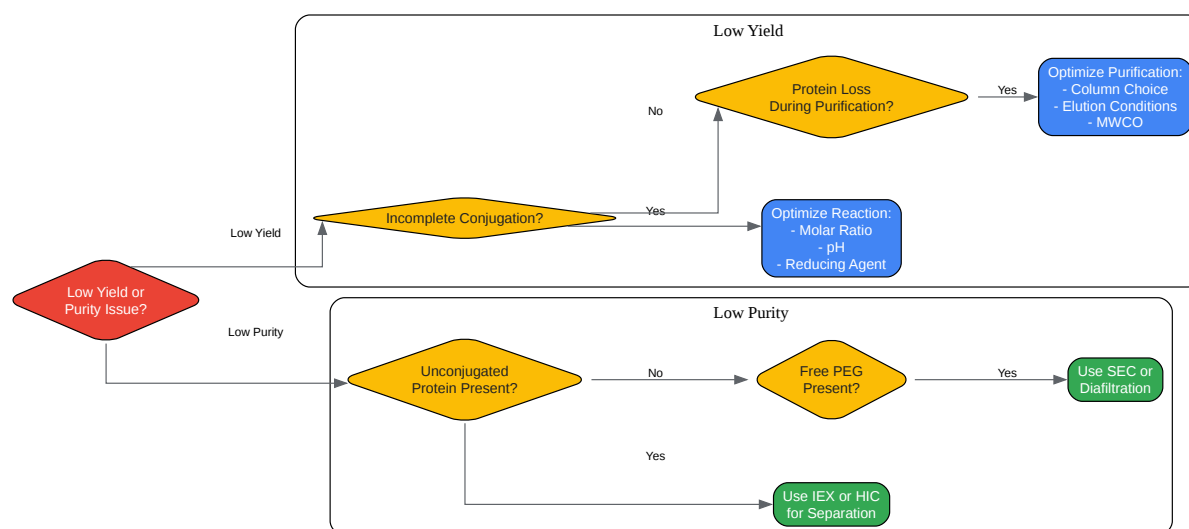 Low Yield
Protein Loss
During Purification?
Yes
Optimize Purification:
- Column Choice
- Elution Conditions
- MWCO
No
Incomplete Conjugation?
Yes
Optimize Reaction:
- Molar Ratio
- pH
- Reducing Agent
Low Yield
Low Yield or
Purity Issue?
Low Purity
Low Purity
Unconjugated
Protein Present?
No
Free PEG
Present?
Yes
Use SEC or
Diafiltration
Yes
Use IEX or HIC
for Separation